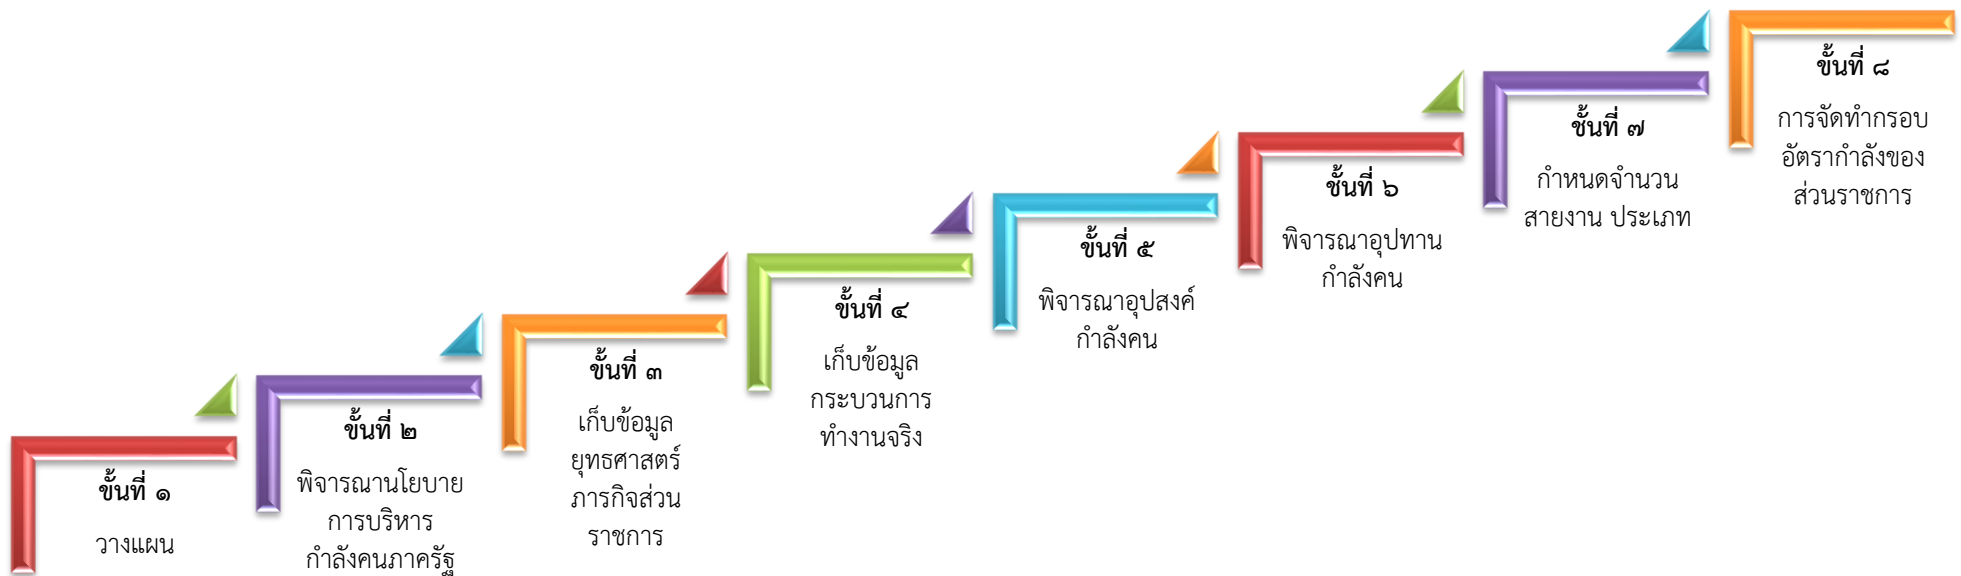 ขั้นที่ ๑
วางแผน
ขั้นที่ ๒
พิจารณานโยบาย
การบริหาร
กำลังคนภาครัฐ
ขั้นที่ ๓
เก็บข้อมูล
ยุทธศาสตร์
ภารกิจส่วน
ราชการ
ขั้นที่ ๔
เก็บข้อมูล
กระบวนการ
ทำงานจริง
ขั้นที่ ๕
พิจารณาอุปสงค์
กำลังคน
ชั้นที่ ๖
พิจารณาอุปทาน
กำลังคน
ชั้นที่ ๗
กำหนดจำนวน
สายงาน ประเภท
ขั้นที่ ๘
การจัดทำกรอบ
อัตรากำลังของ
ส่วนราชการ